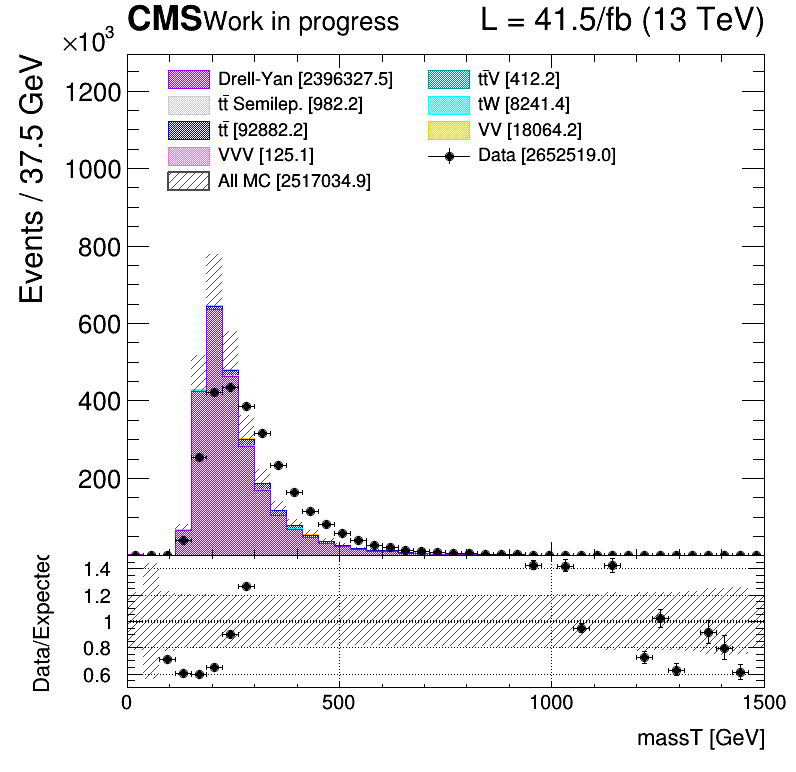 CMS Work in progress L = 41.5/fb (13 TeV)
×10³
Events / 37.5 GeV
1200
1000
800
600
400
200
Drell-Yan [2396327.5]
tt̄ Semilep. [982.2]
tt̄ [92882.2]
VVV [125.1]
All MC [2517034.9]
tt̄V [412.2]
tW [8241.4]
VV [18064.2]
Data [2652519.0]
Data/Expected
1.4
1.2
1
0.8
0.6
0 500 1000 1500
massT [GeV]